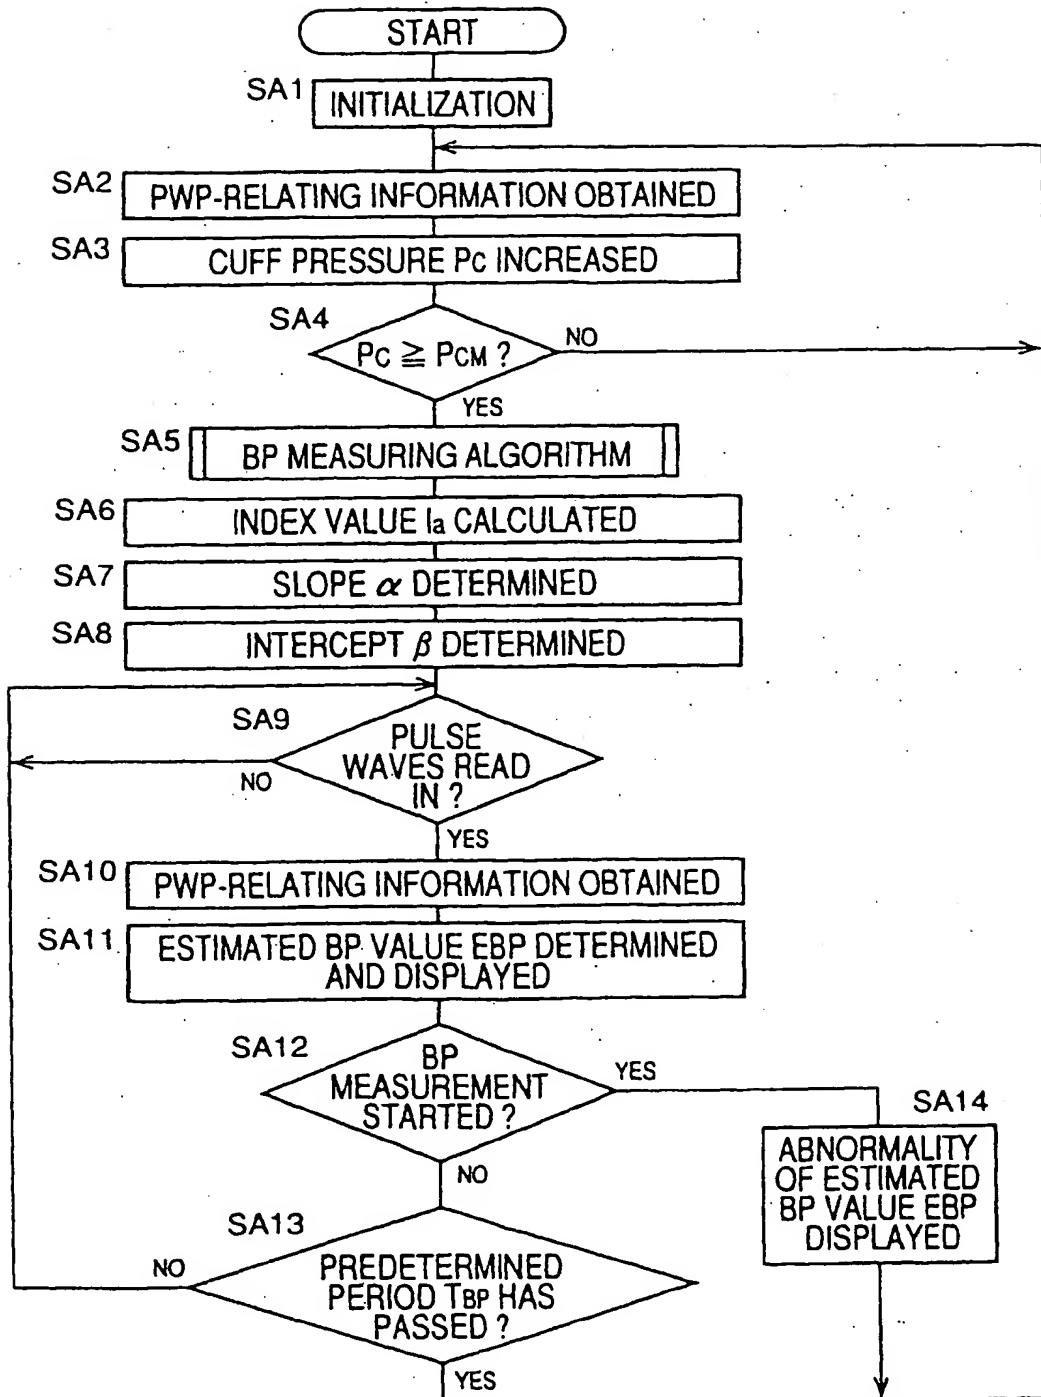 START
SA1
INITIALIZATION
SA2
PWP-RELATING INFORMATION OBTAINED
SA3
CUFF PRESSURE PC INCREASED
SA4
PC ≧ PCM ?
NO
YES
SA5
BP MEASURING ALGORITHM
SA6
INDEX VALUE Ia CALCULATED
SA7
SLOPE α DETERMINED
SA8
INTERCEPT β DETERMINED
SA9
PULSE
WAVES READ
IN ?
NO
YES
SA10
PWP-RELATING INFORMATION OBTAINED
SA11
ESTIMATED BP VALUE EBP DETERMINED
AND DISPLAYED
SA12
BP
MEASUREMENT
STARTED ?
YES
NO
SA14
ABNORMALITY
OF ESTIMATED
BP VALUE EBP
DISPLAYED
SA13
PREDETERMINED
PERIOD TBP HAS
PASSED ?
NO
YES